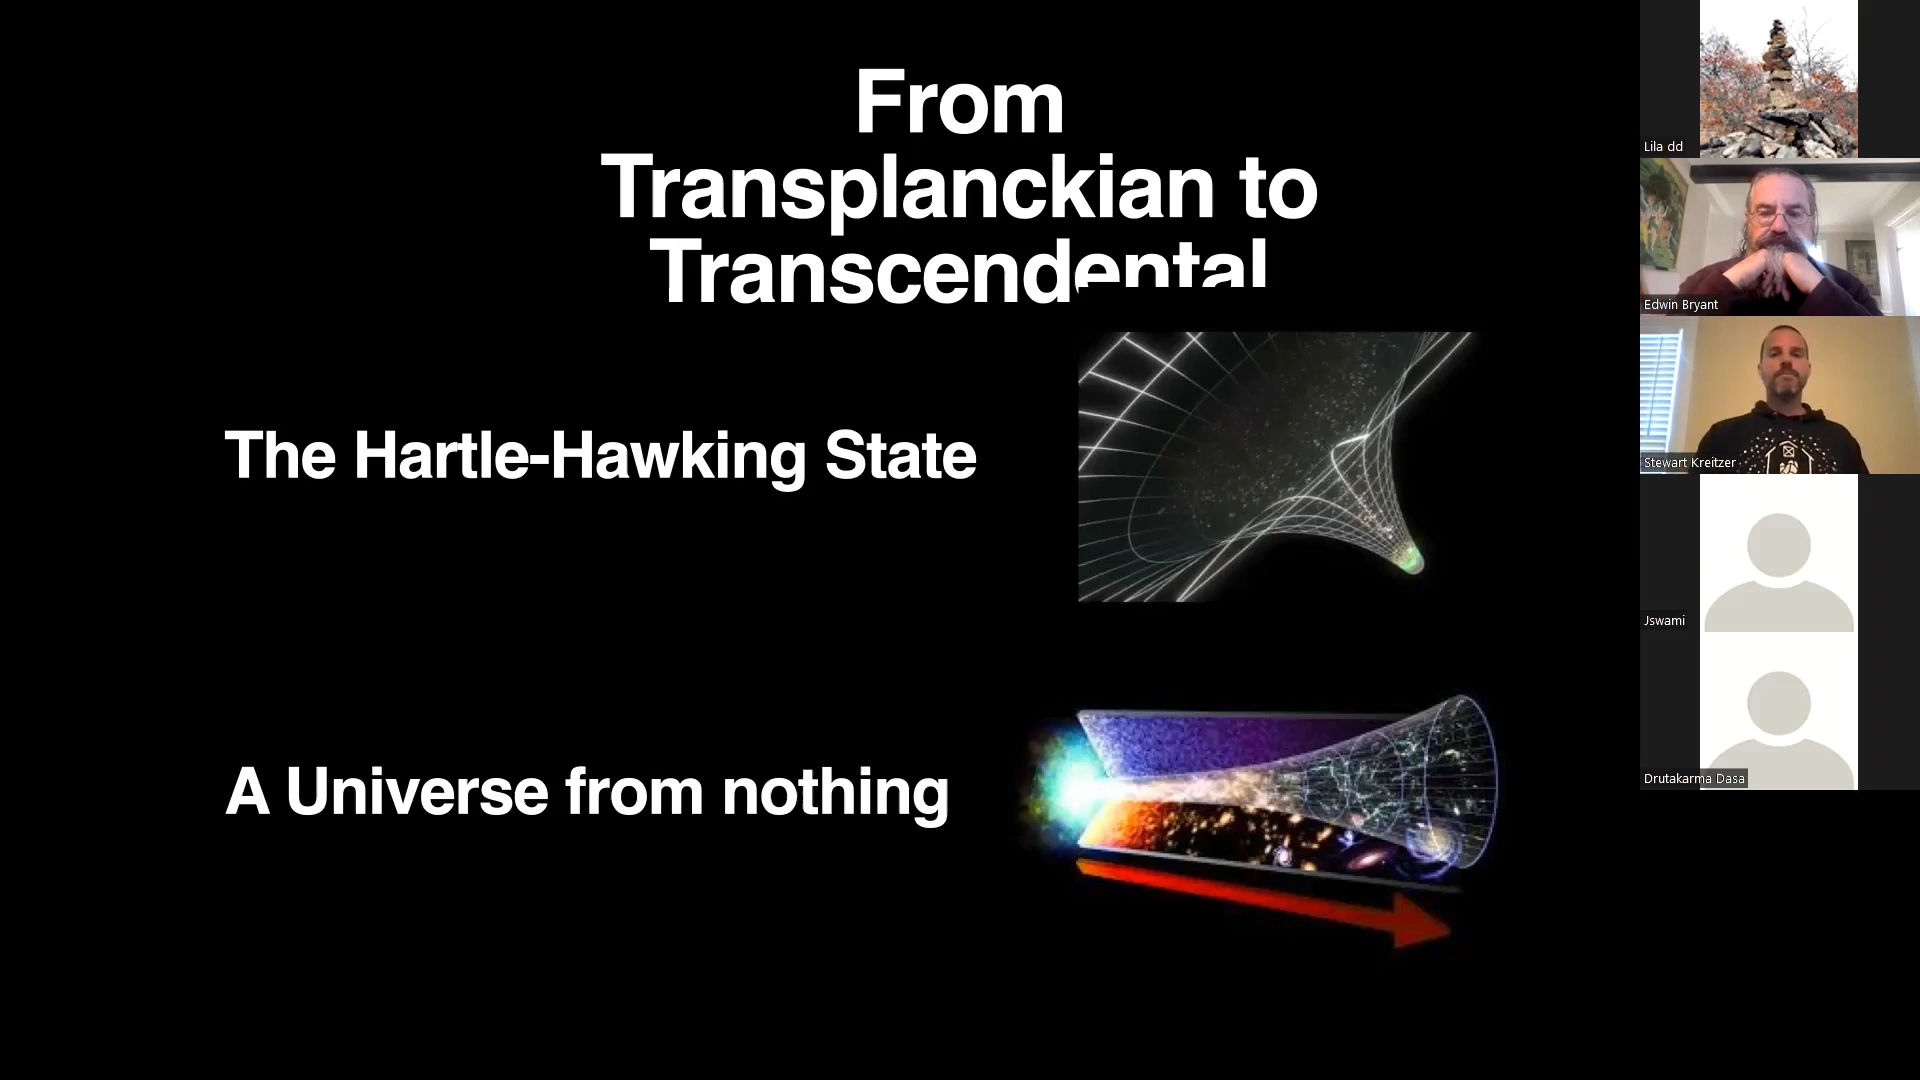 From
Transplanckian to
Transcendental
The Hartle-Hawking State
A Universe from nothing
Lila dd
Edwin Bryant
Stewart Kreitzer
Jswami
Drutakarma Dasa